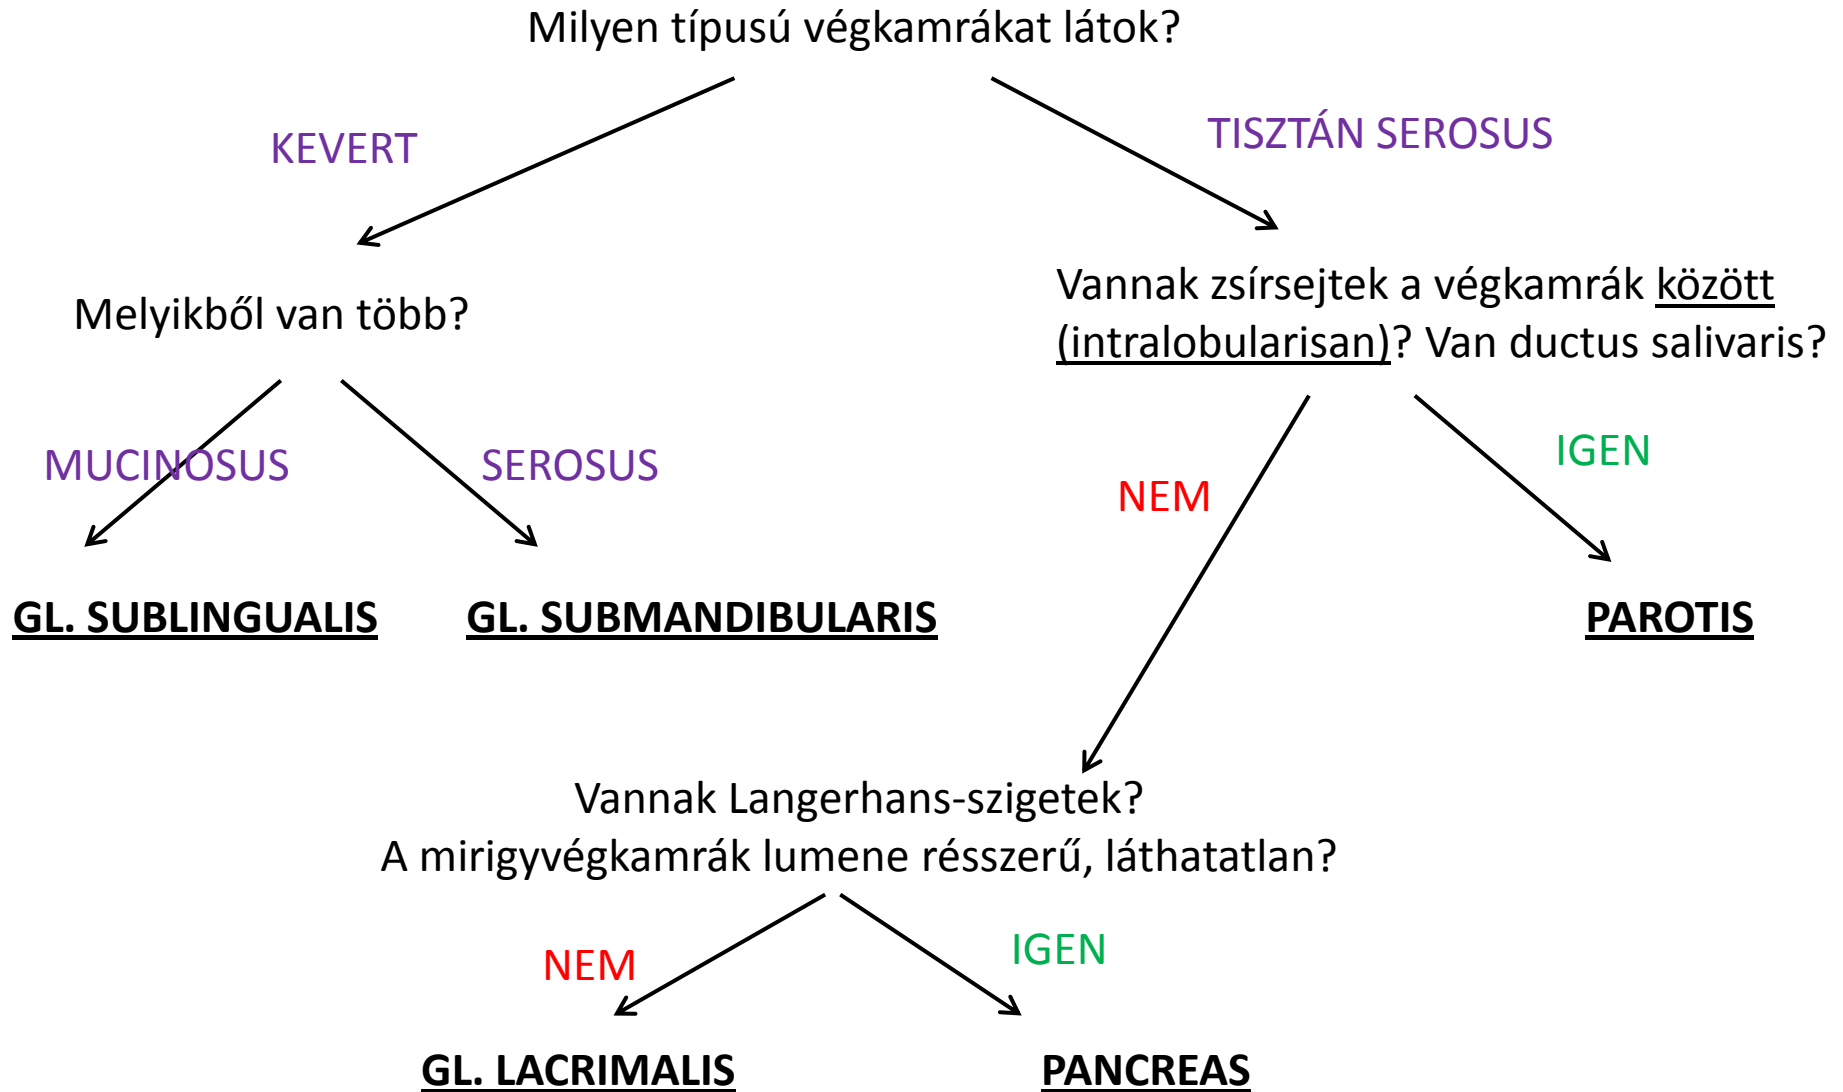 Milyen típusú végkamrákat látok?
KEVERT
TISZTÁN SEROSUS
Melyikből van több?
Vannak zsírsejtek a végkamrák között
(intralobularisan)? Van ductus salivaris?
MUCINOSUS
SEROSUS
NEM
IGEN
GL. SUBLINGUALIS
GL. SUBMANDIBULARIS
PAROTIS
Vannak Langerhans-szigetek?
A mirigyvégkamrák lumene résszerű, láthatatlan?
NEM
IGEN
GL. LACRIMALIS
PANCREAS